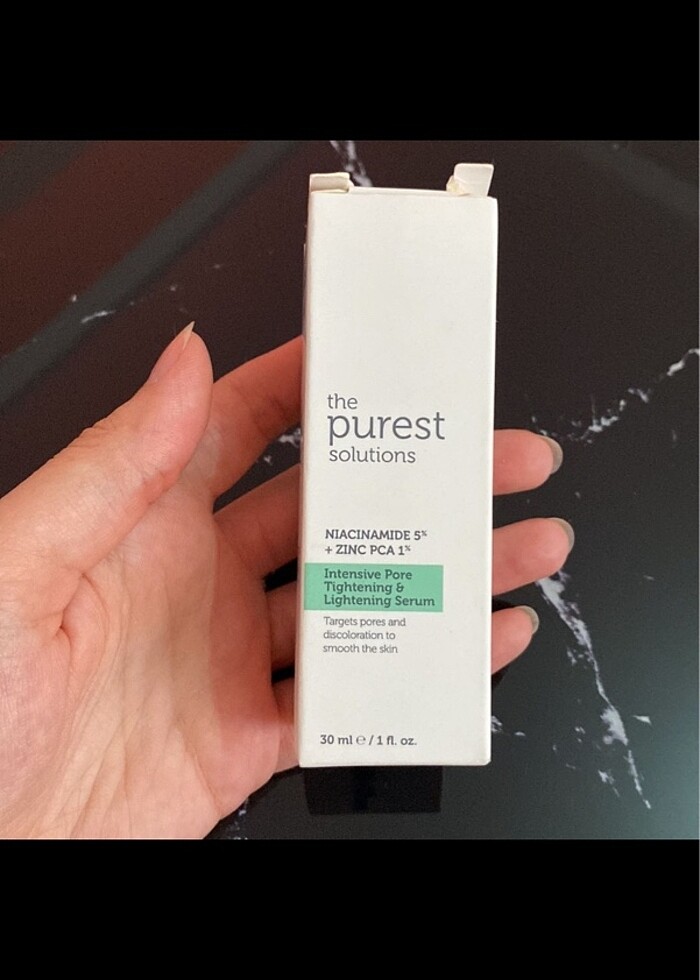 the
purest
solutions
NIACINAMIDE 5%
+ ZINC PCA 1%
Intensive Pore
Tightening &
Lightening Serum
Targets pores and
discoloration to
smooth the skin
30 ml ℮ / 1 fl. oz.